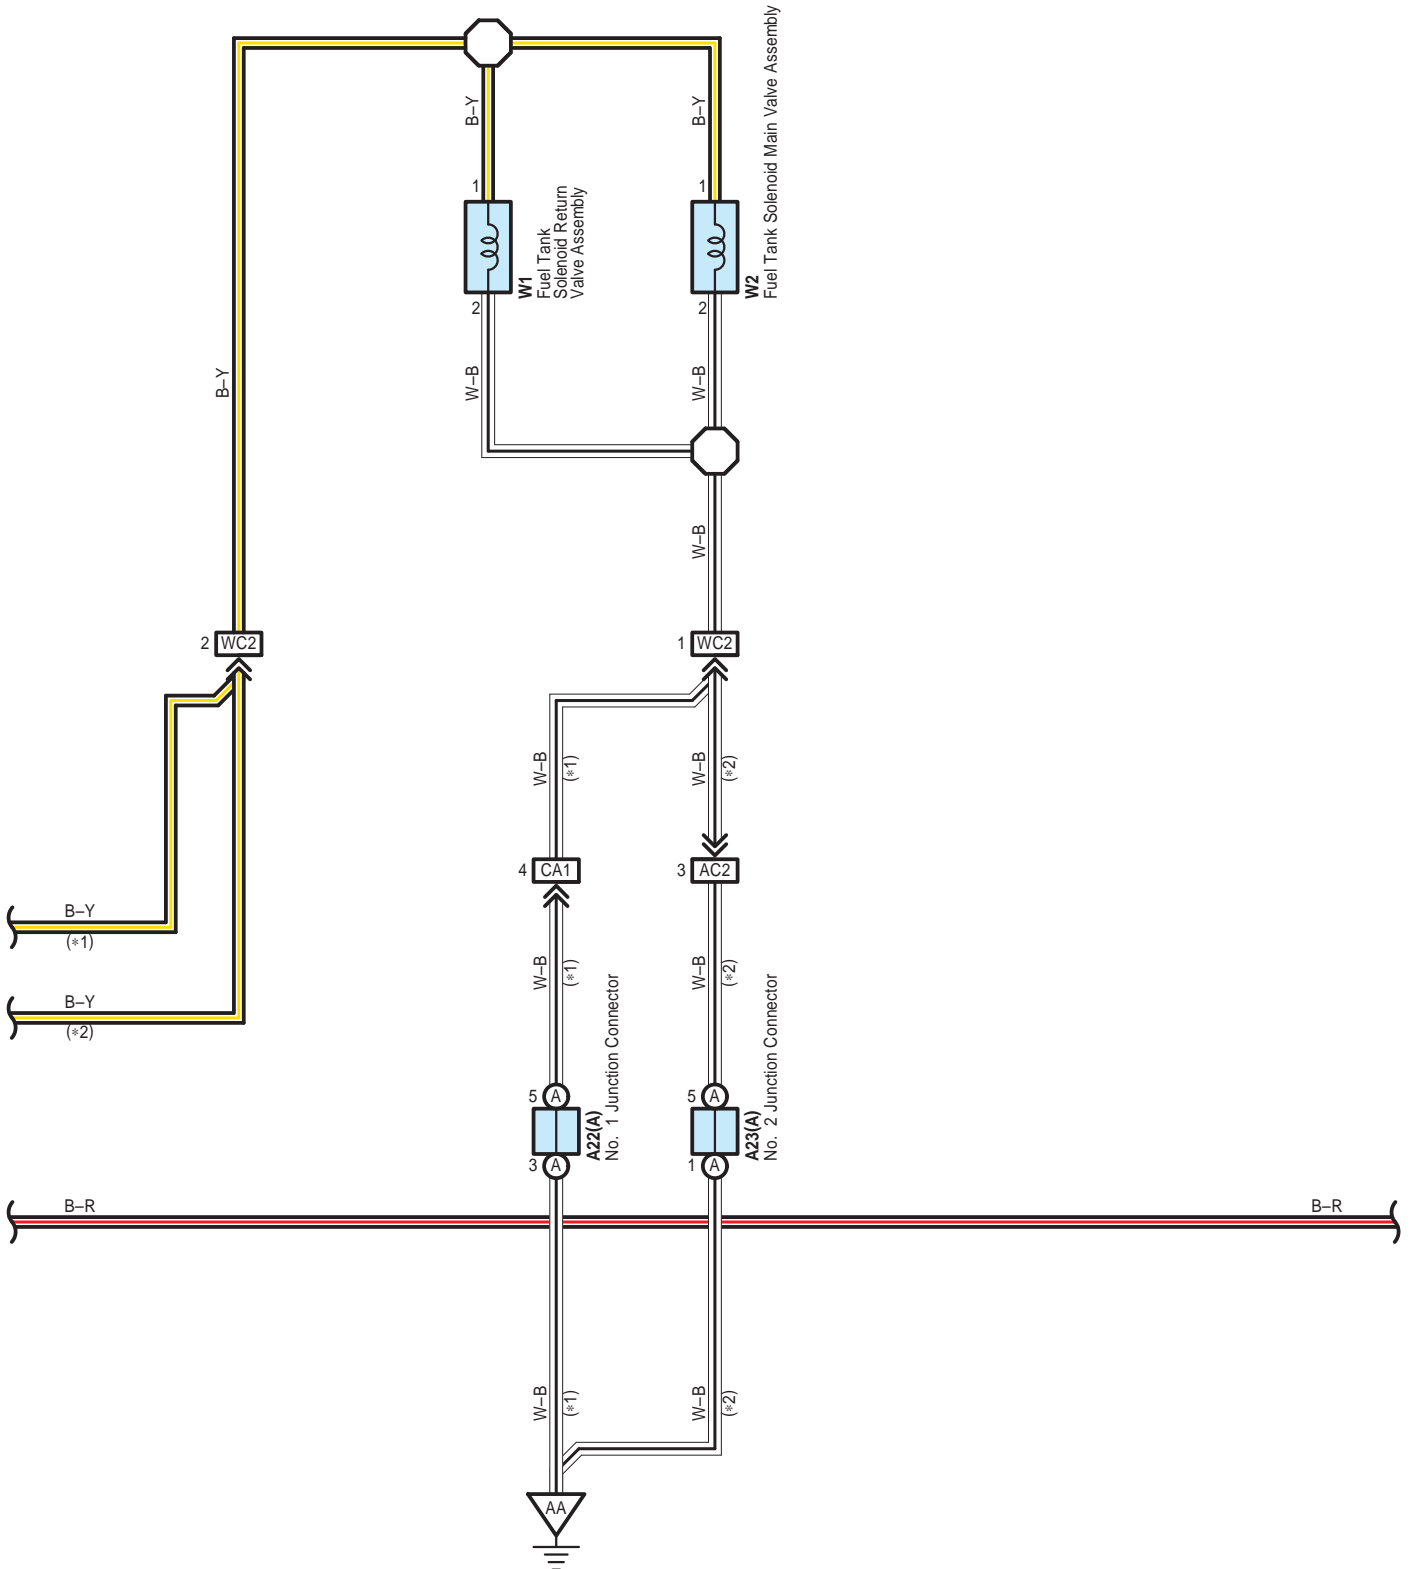 B–Y
B–Y
1
1
W1
Fuel Tank
Solenoid Return
Valve Assembly
W2
Fuel Tank Solenoid Main Valve Assembly
2
2
B–Y
W–B
W–B
W–B
2 WC2
1 WC2
W–B
(*1)
W–B
(*2)
4 CA1
3 AC2
B–Y
(*1)
W–B
(*1)
W–B
(*2)
B–Y
(*2)
5 A
5 A
A22(A)
No. 1 Junction Connector
A23(A)
No. 2 Junction Connector
3 A
1 A
B–R
B–R
W–B
(*1)
W–B
(*2)
AA